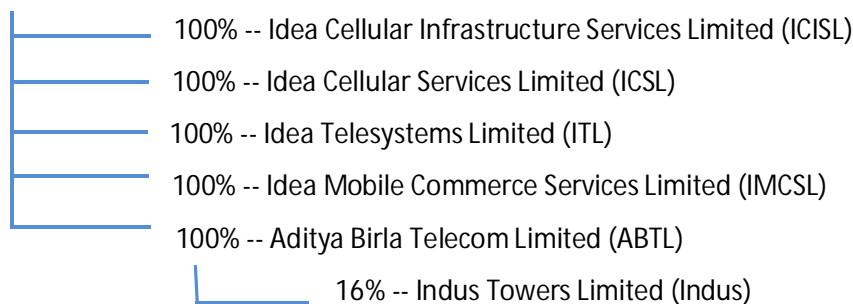 100% -- Idea Cellular Infrastructure Services Limited (ICISL)
100% -- Idea Cellular Services Limited (ICSL)
100% -- Idea Telesystems Limited (ITL)
100% -- Idea Mobile Commerce Services Limited (IMCSL)
100% -- Aditya Birla Telecom Limited (ABTL)
16% -- Indus Towers Limited (Indus)